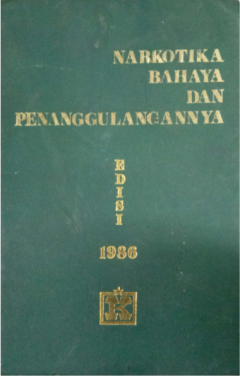 NARKOTIKA
BAHAYA
DAN
PENANGGULANGANNYA
EDISI
1986
K